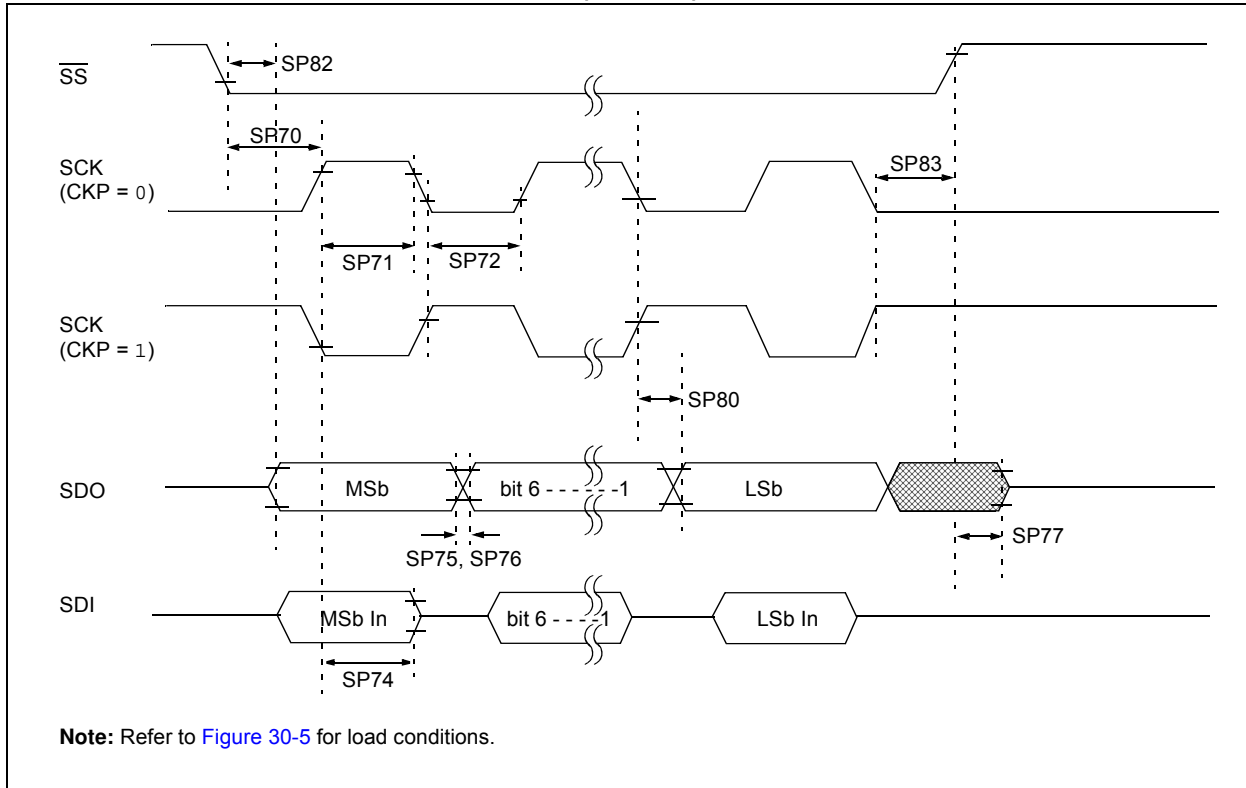 SS
SP82
SP70
SCK
(CKP = 0)
SP83
SP71
SP72
SCK
(CKP = 1)
SP80
SDO
MSb
bit 6 - - - - - -1
LSb
SP75, SP76
SP77
SDI
MSb In
bit 6 - - - -1
LSb In
SP74
Note: Refer to Figure 30-5 for load conditions.